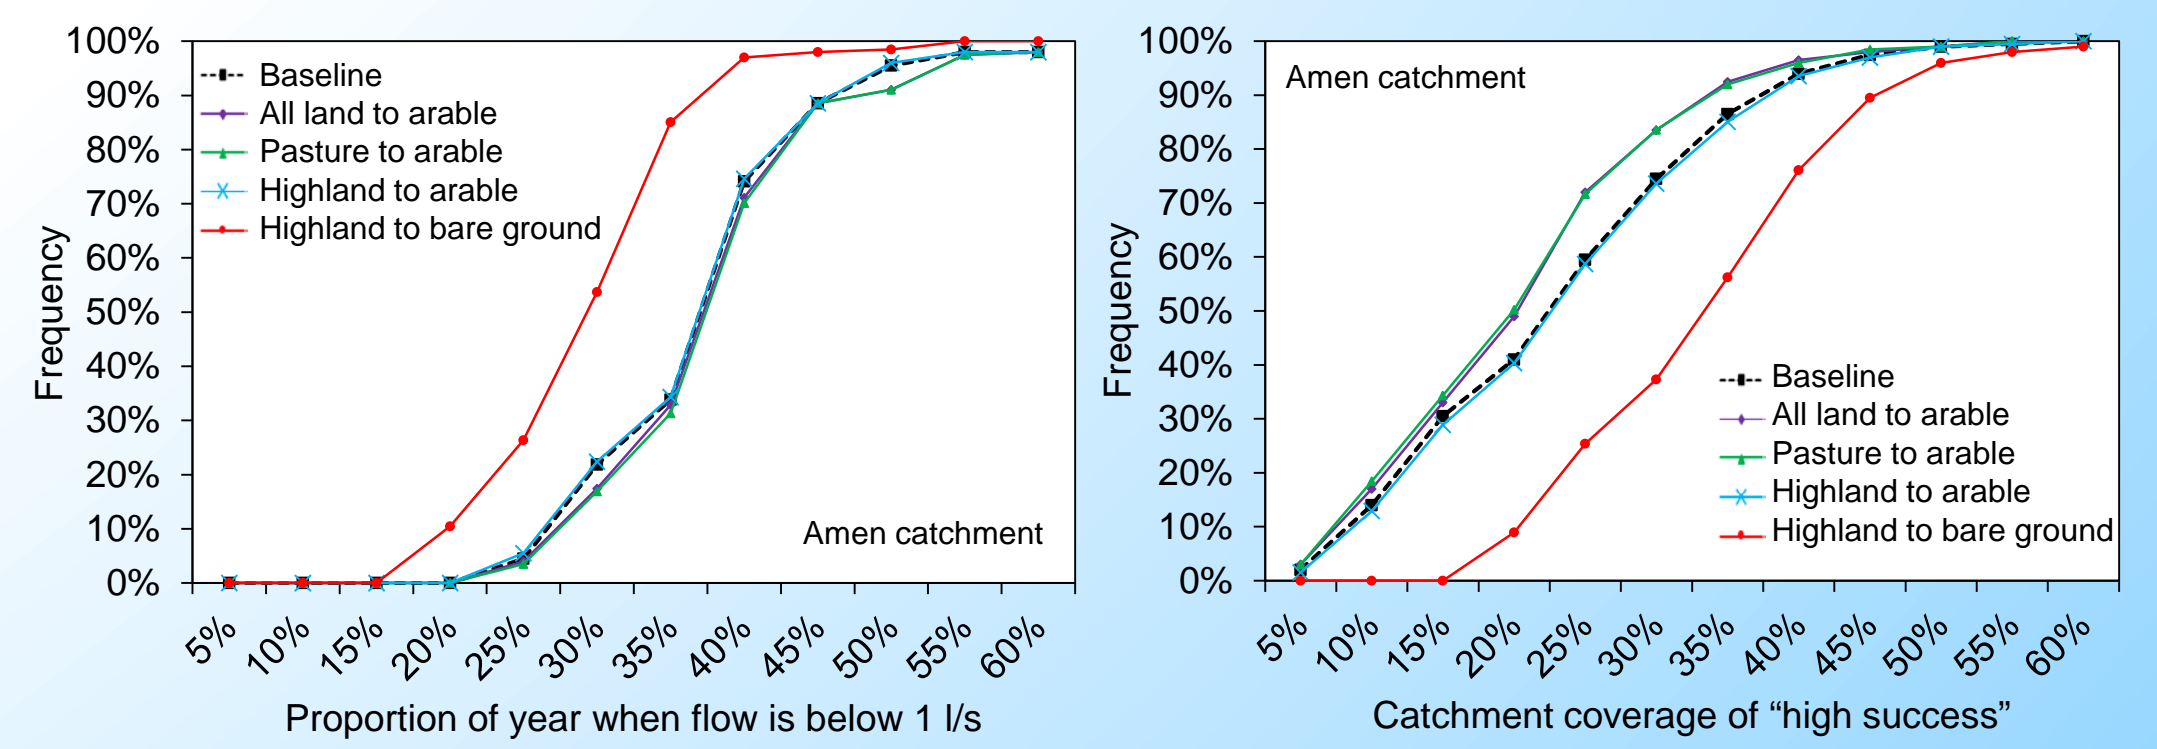 100%
90%
80%
70%
60%
50%
40%
30%
20%
10%
0%
Frequency
Baseline
All land to arable
Pasture to arable
Highland to arable
Highland to bare ground
Amen catchment
5%
10%
15%
20%
25%
30%
35%
40%
45%
50%
55%
60%
Proportion of year when flow is below 1 l/s
100%
90%
80%
70%
60%
50%
40%
30%
20%
10%
0%
Frequency
Amen catchment
Baseline
All land to arable
Pasture to arable
Highland to arable
Highland to bare ground
5%
10%
15%
20%
25%
30%
35%
40%
45%
50%
55%
60%
Catchment coverage of “high success”